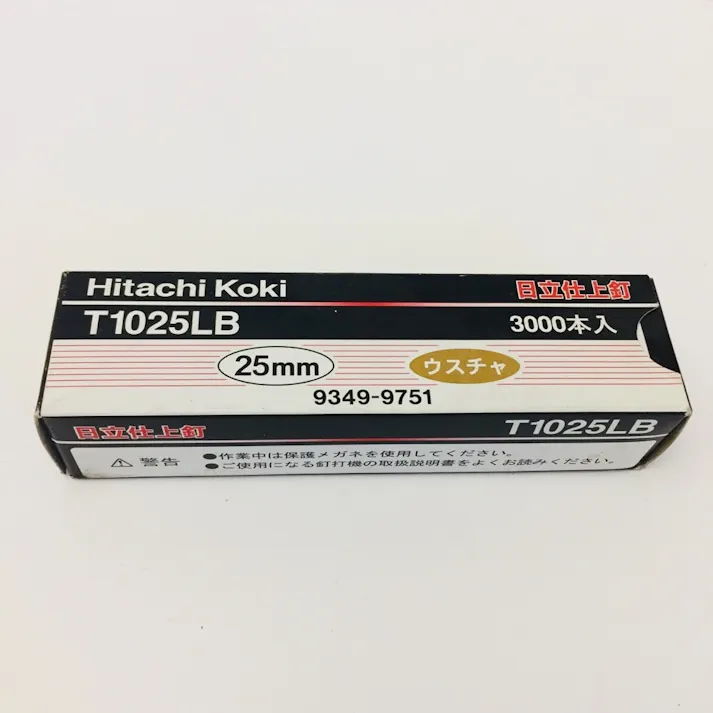 Hitachi Koki 日立仕上釘
T1025LB 3000本入
25mm ウスチャ
9349-9751
日立仕上釘 T1025LB
⚠ 警告 ●作業中は保護メガネを使用してください。
●ご使用になる釘打機の取扱説明書をよくお読みください。